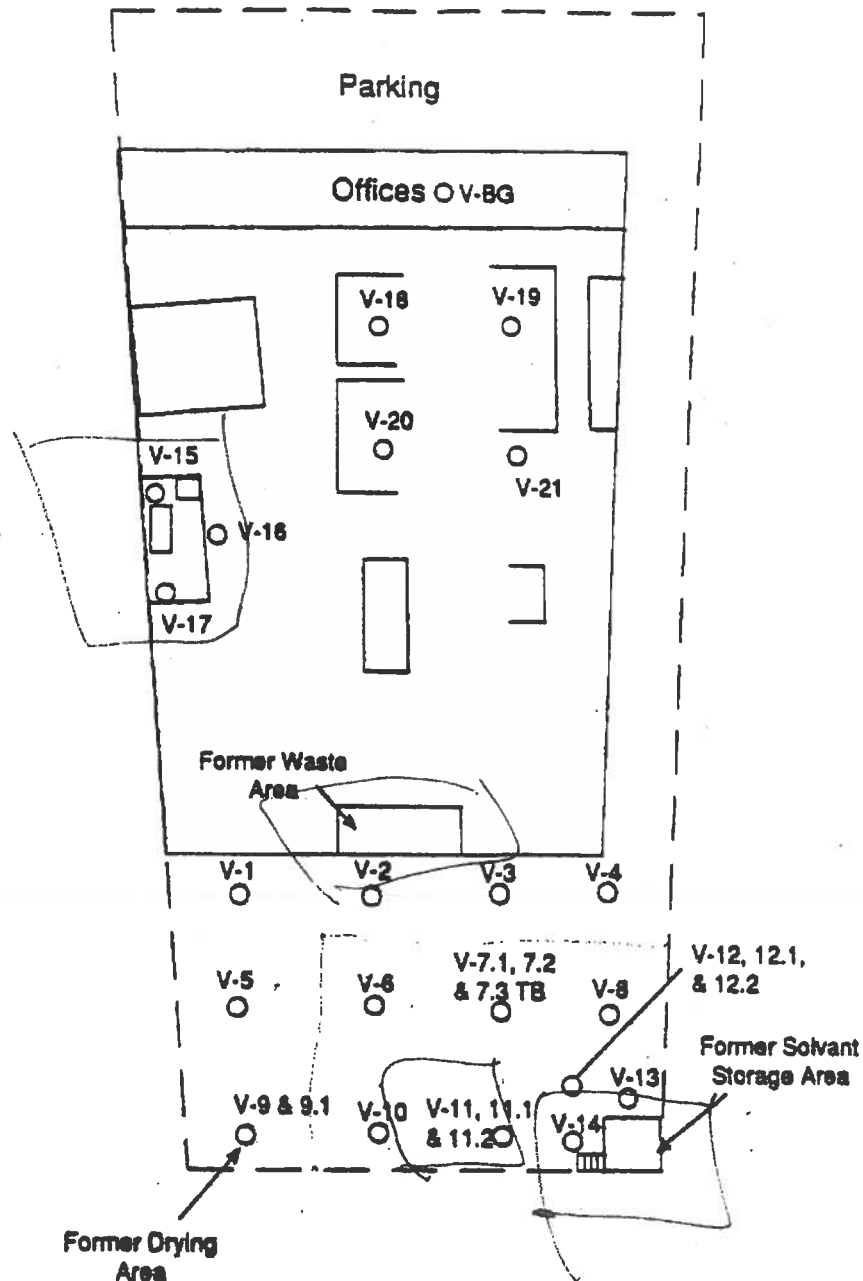 Parking
Offices V-BG
V-18
V-19
V-20
V-21
V-15
V-16
V-17
Former Waste
Area
V-1
V-2
V-3
V-4
V-5
V-6
V-7.1, 7.2
& 7.3 TB
V-8
V-12, 12.1,
& 12.2
Former Solvant
Storage Area
V-9 & 9.1
V-10
V-11, 11.1
& 11.2
V-13
V-14
Former Drying
Area